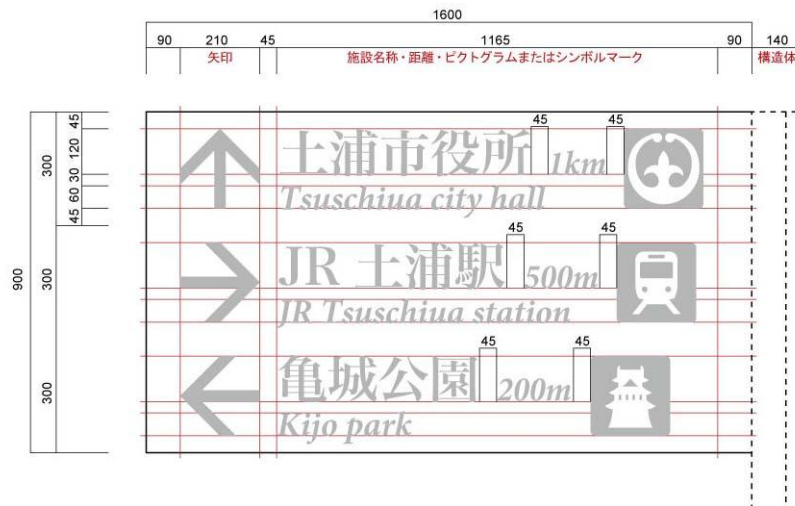 1600
90 210 45 1165 90 140
矢印 施設名称・距離・ピクトグラムまたはシンボルマーク 構造体
900
300
45
120
30
60
45
45 45
土浦市役所 1km
Tsuschiua city hall
300
45 45
JR 土浦駅 500m
JR Tsuschiua station
300
45 45
亀城公園 200m
Kijo park